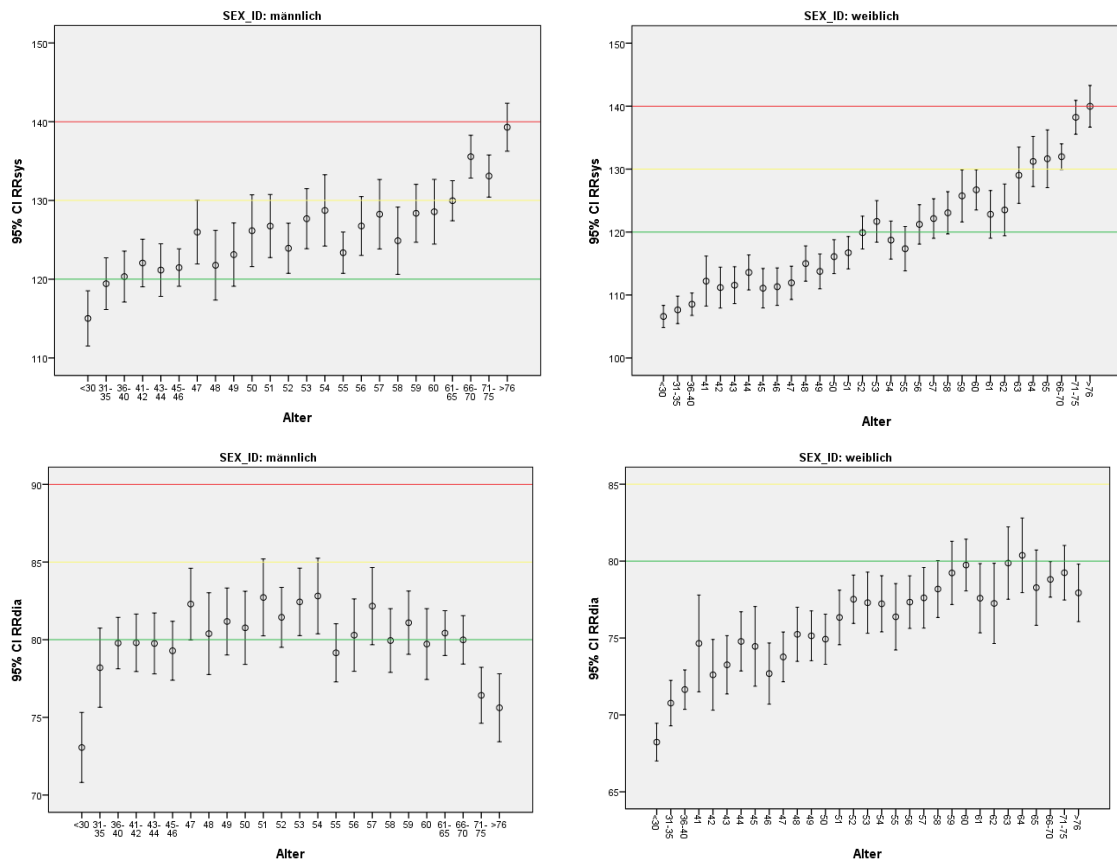 SEX_ID: männlich
150
140
130
120
110
95% CI RRsys
<30 31-35 36-40 41-42 43-44 45-46 47 48 49 50 51 52 53 54 55 56 57 58 59 60 61-65 66-70 71-75 >76
Alter
SEX_ID: weiblich
150
140
130
120
110
100
95% CI RRsys
<30 31-35 36-40 41 42 43 44 45 46 47 48 49 50 51 52 53 54 55 56 57 58 59 60 61 62 63 64 65 66-70 71-75 >76
Alter
SEX_ID: männlich
90
85
80
75
70
95% CI RRdia
<30 31-35 36-40 41-42 43-44 45-46 47 48 49 50 51 52 53 54 55 56 57 58 59 60 61-65 66-70 71-75 >76
Alter
SEX_ID: weiblich
85
80
75
70
65
95% CI RRdia
<30 31-35 36-40 41 42 43 44 45 46 47 48 49 50 51 52 53 54 55 56 57 58 59 60 61 62 63 64 65 66-70 71-75 >76
Alter